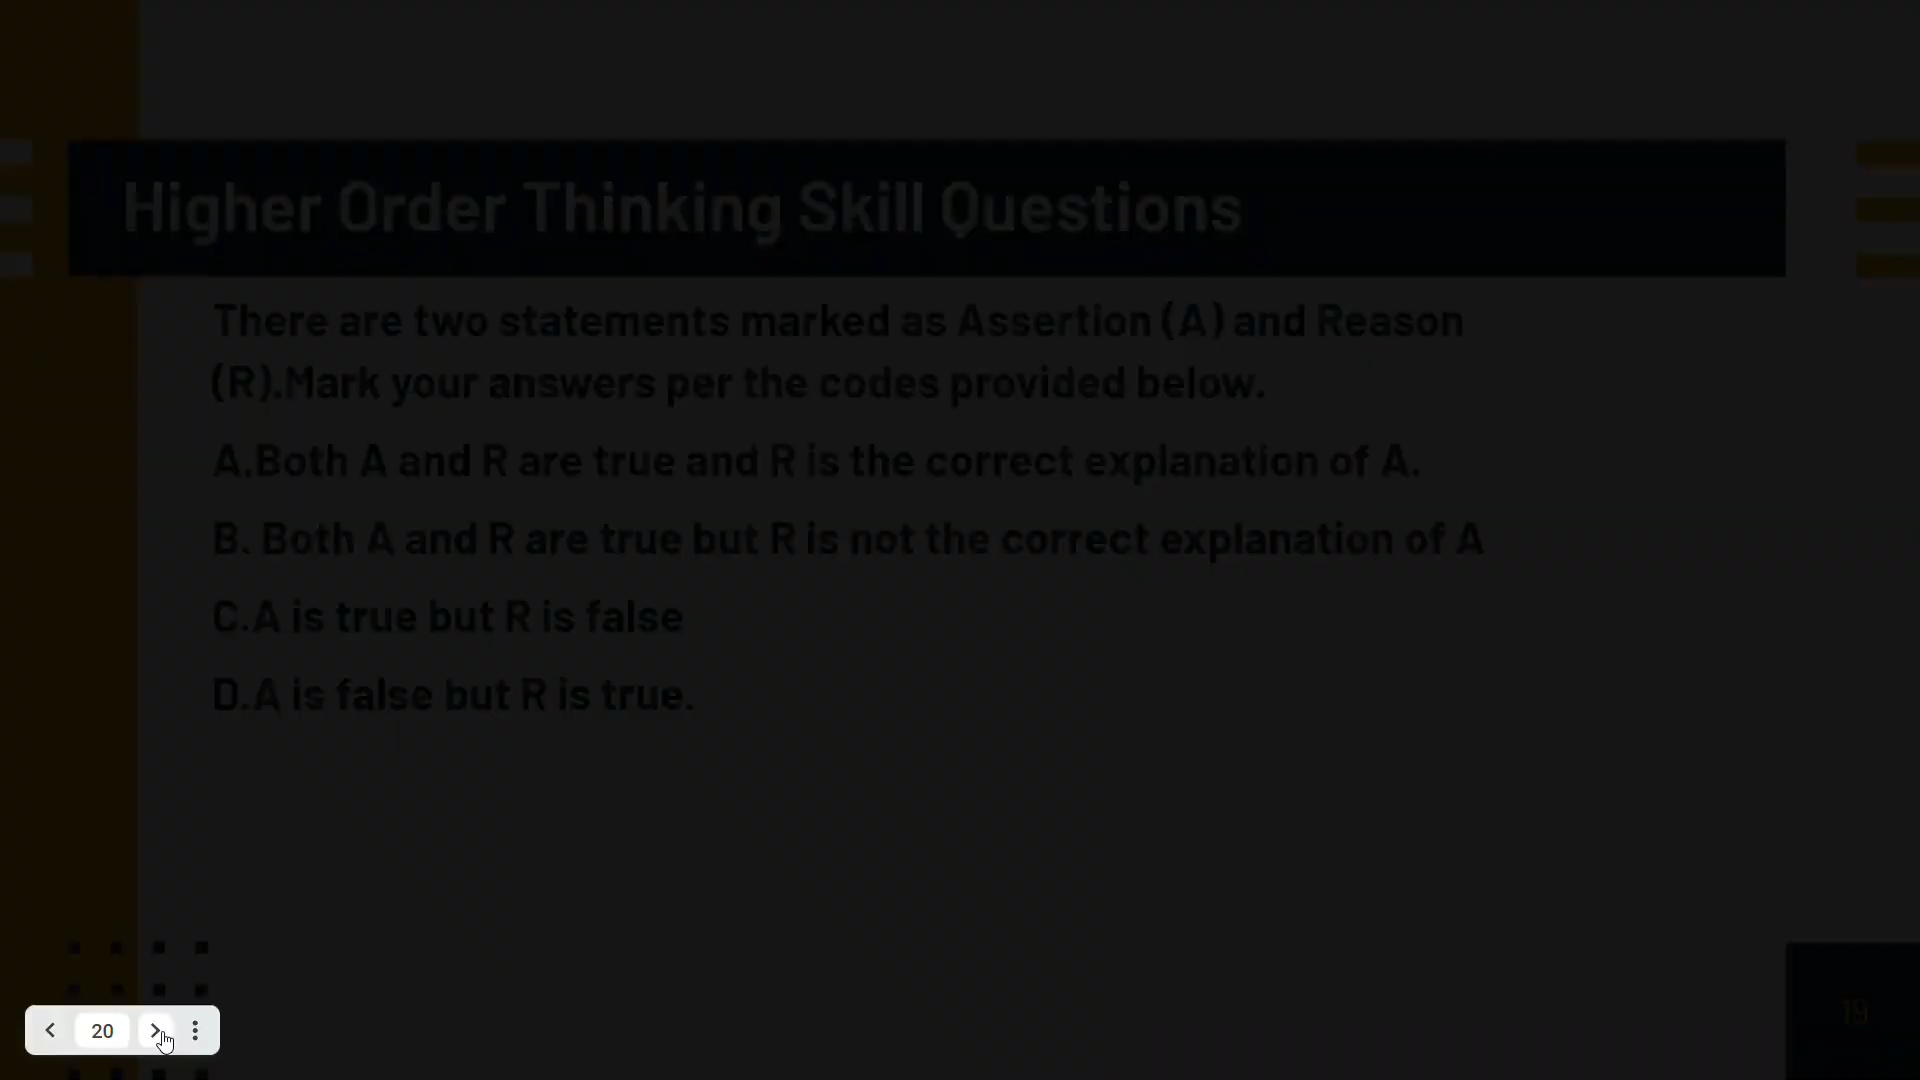 Higher Order Thinking Skill Questions
There are two statements marked as Assertion (A) and Reason
(R).Mark your answers per the codes provided below.
A.Both A and R are true and R is the correct explanation of A.
B. Both A and R are true but R is not the correct explanation of A
C.A is true but R is false
D.A is false but R is true.
19
20